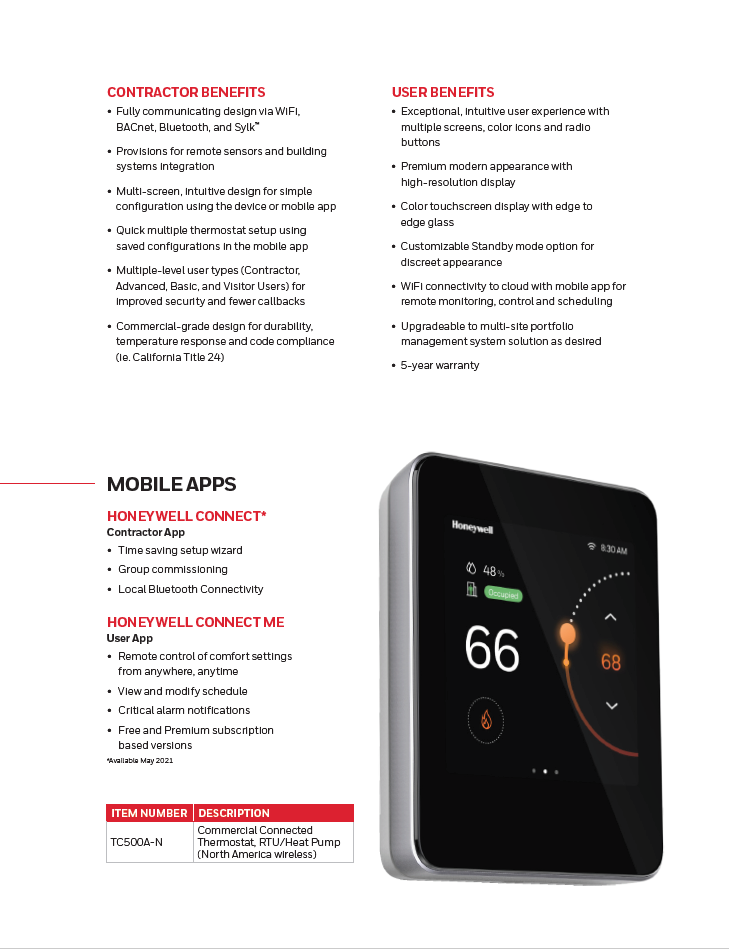 CONTRACTOR BENEFITS
• Fully communicating design via WiFi,
BACnet, Bluetooth, and Sylk™
• Provisions for remote sensors and building
systems integration
• Multi-screen, intuitive design for simple
configuration using the device or mobile app
• Quick multiple thermostat setup using
saved configurations in the mobile app
• Multiple-level user types (Contractor,
Advanced, Basic, and Visitor Users) for
improved security and fewer callbacks
• Commercial-grade design for durability,
temperature response and code compliance
(ie. California Title 24)
USER BENEFITS
• Exceptional, intuitive user experience with
multiple screens, color icons and radio
buttons
• Premium modern appearance with
high-resolution display
• Color touchscreen display with edge to
edge glass
• Customizable Standby mode option for
discreet appearance
• WiFi connectivity to cloud with mobile app for
remote monitoring, control and scheduling
• Upgradeable to multi-site portfolio
management system solution as desired
• 5-year warranty
MOBILE APPS
HONEYWELL CONNECT*
Contractor App
• Time saving setup wizard
• Group commissioning
• Local Bluetooth Connectivity
HONEYWELL CONNECT ME
User App
• Remote control of comfort settings
from anywhere, anytime
• View and modify schedule
• Critical alarm notifications
• Free and Premium subscription
based versions
*Available May 2021
ITEM NUMBER DESCRIPTION
TC500A-N Commercial Connected
Thermostat, RTU/Heat Pump
(North America wireless)
Honeywell
8:30 AM
48%
Occupied
66
68